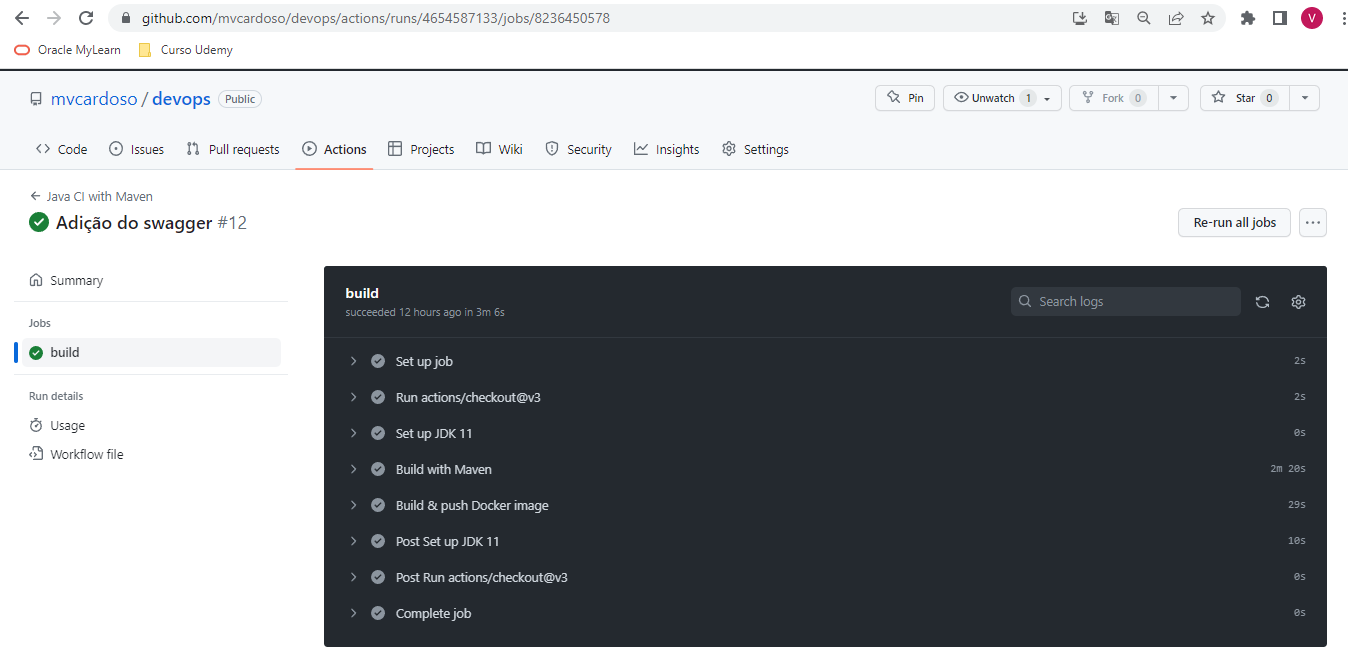 github.com/mvcardoso/devops/actions/runs/4654587133/jobs/8236450578
V
Oracle MyLearn Curso Udemy
mvcardoso / devops Public
Pin Unwatch 1 Fork 0 Star 0
Code Issues Pull requests Actions Projects Wiki Security Insights Settings
Java CI with Maven
Adição do swagger #12
Re-run all jobs
Summary
Jobs
build
Run details
Usage
Workflow file
build
succeeded 12 hours ago in 3m 6s
Search logs
Set up job 2s
Run actions/checkout@v3 2s
Set up JDK 11 0s
Build with Maven 2m 20s
Build & push Docker image 29s
Post Set up JDK 11 10s
Post Run actions/checkout@v3 0s
Complete job 0s